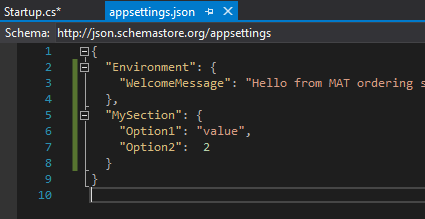 Startup.cs* appsettings.json
Schema: http://json.schemastore.org/appsettings
1 {
2 "Environment": {
3 "WelcomeMessage": "Hello from MAT ordering s
4 },
5 "MySection": {
6 "Option1": "value",
7 "Option2": 2
8 }
9 }
10